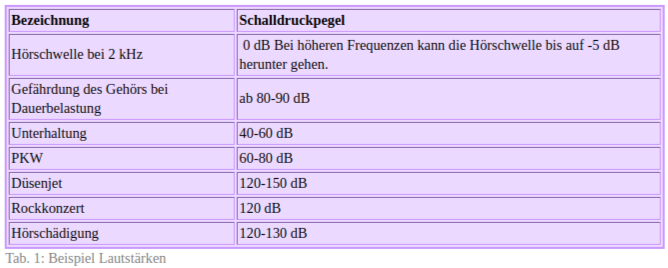 Bezeichnung Schalldruckpegel
Hörschwelle bei 2 kHz 0 dB Bei höheren Frequenzen kann die Hörschwelle bis auf -5 dB
herunter gehen.
Gefährdung des Gehörs bei
Dauerbelastung ab 80-90 dB
Unterhaltung 40-60 dB
PKW 60-80 dB
Düsenjet 120-150 dB
Rockkonzert 120 dB
Hörschädigung 120-130 dB
Tab. 1: Beispiel Lautstärken